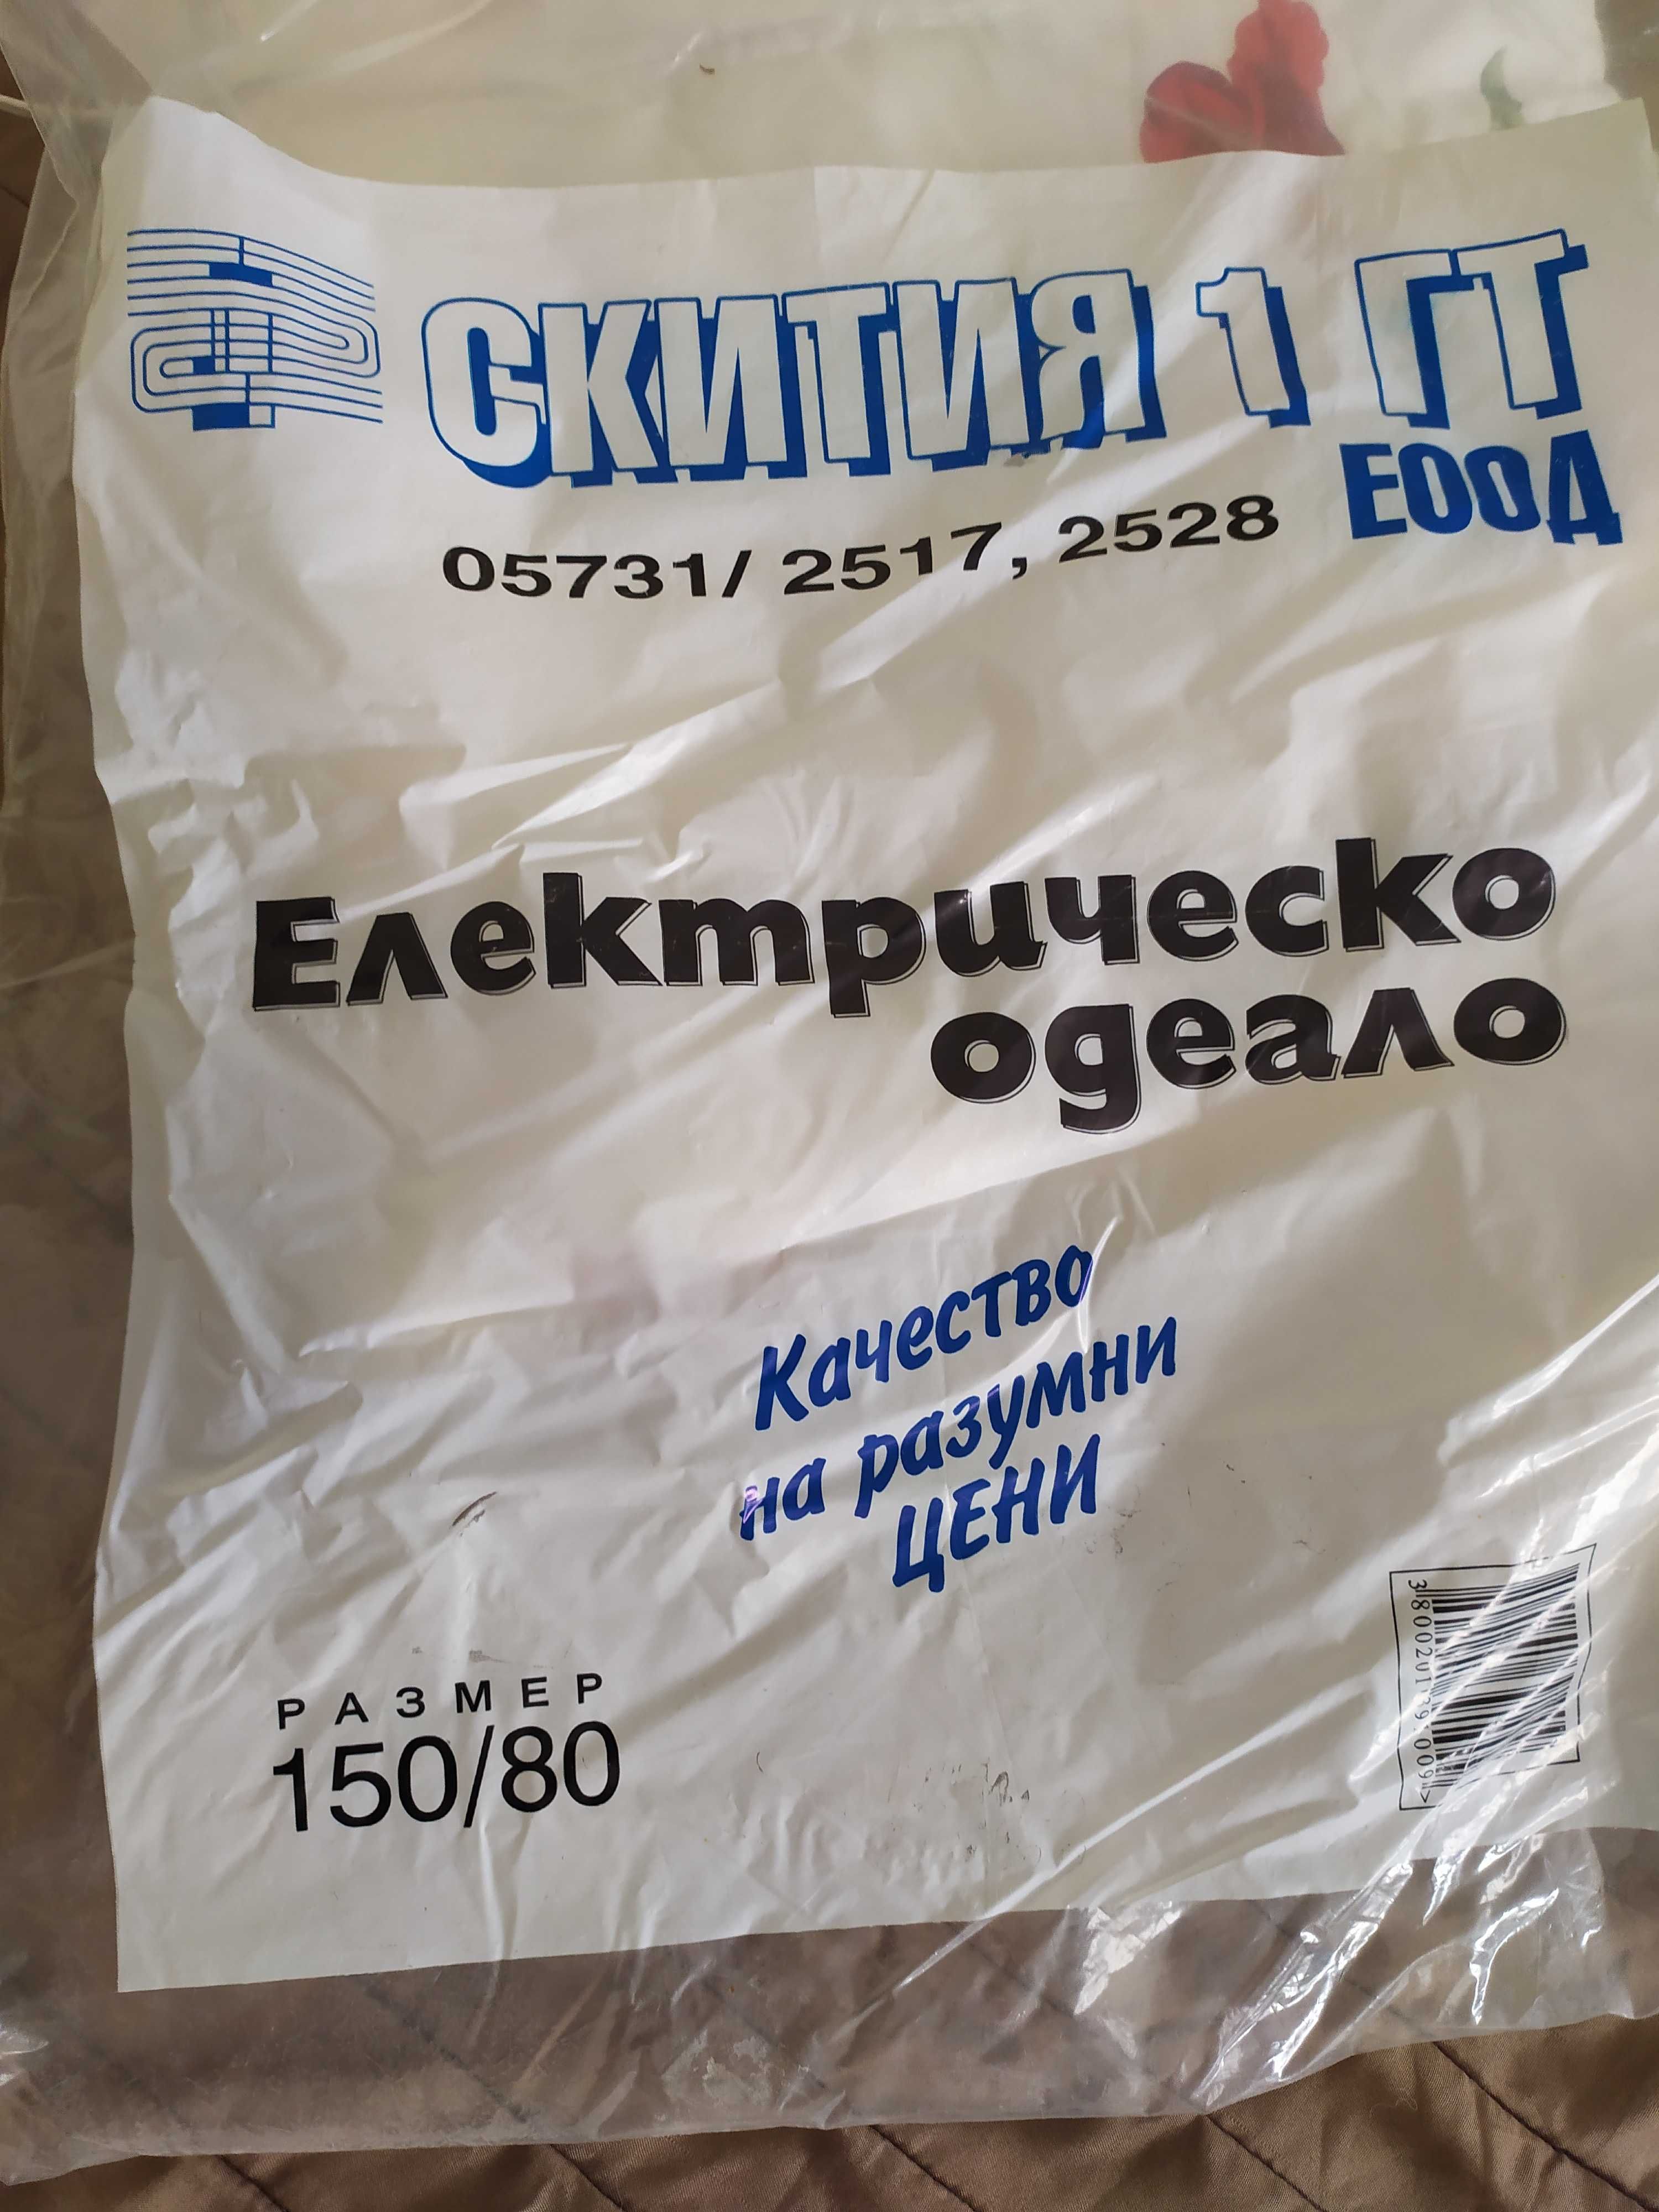 СКИТИЯ 1 ГТ
ЕООД
05731/ 2517, 2528
Електрическо
одеало
Качество
на разумни
ЦЕНИ
РАЗМЕР
150/80